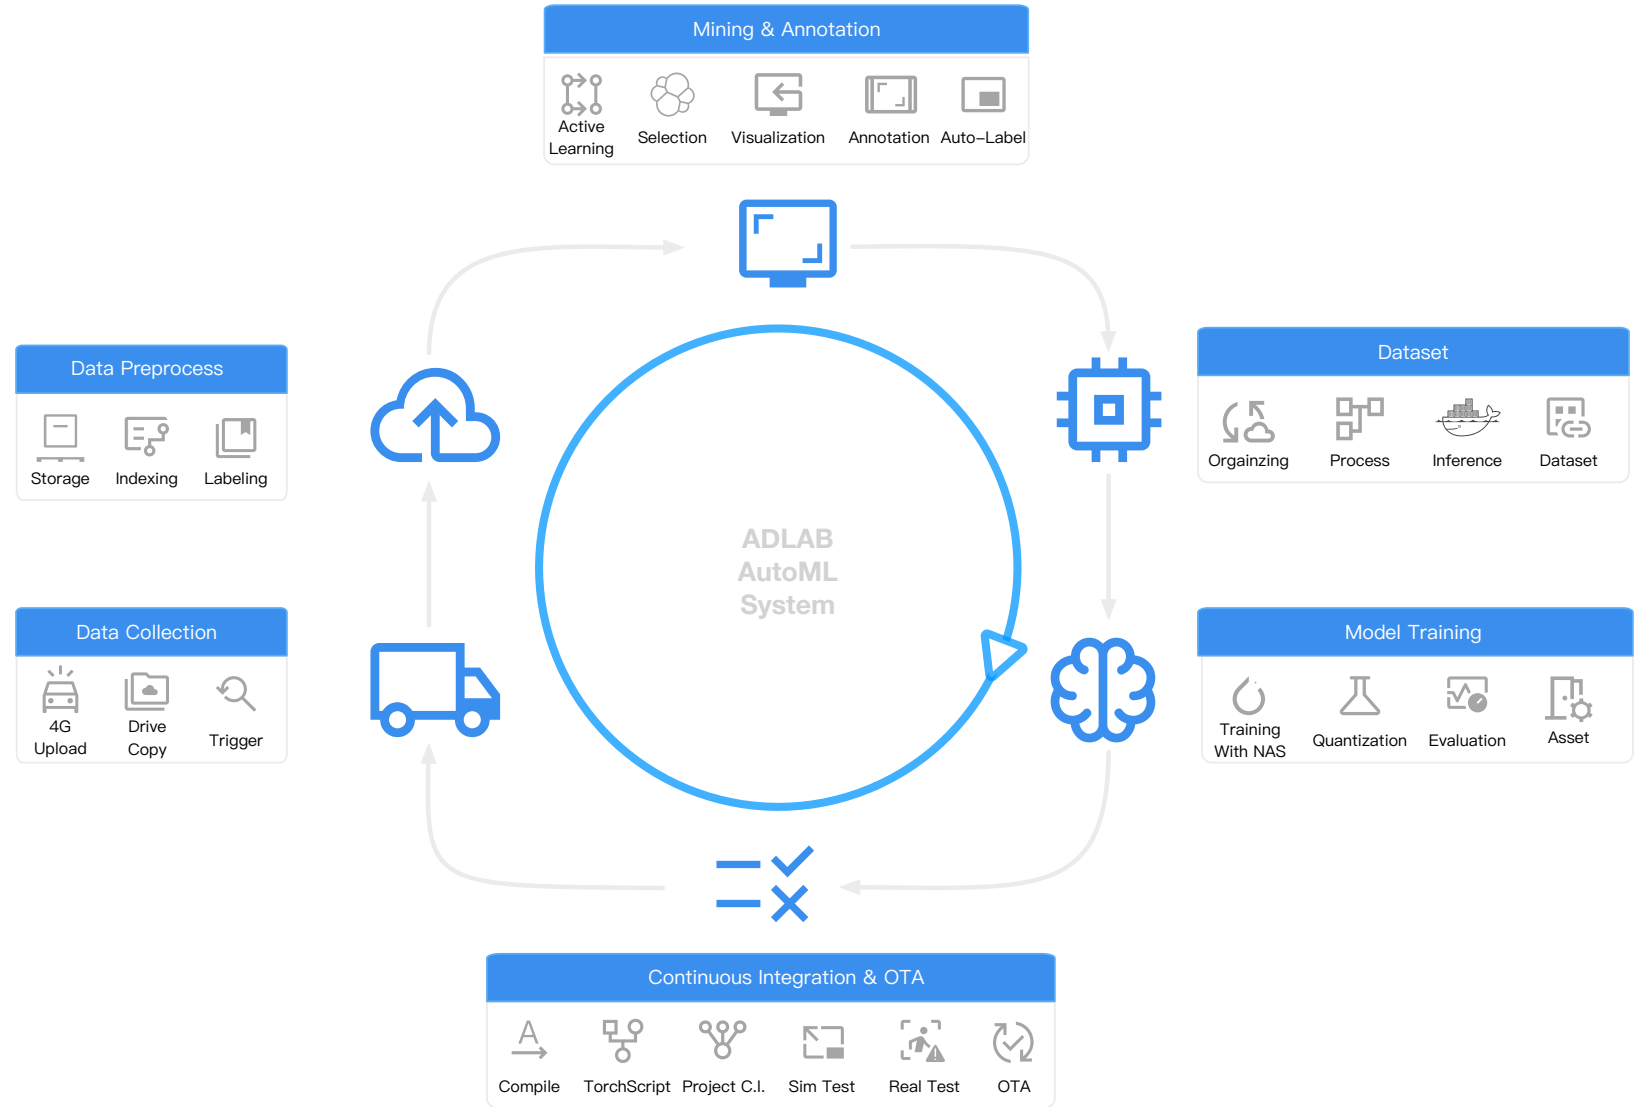 Mining & Annotation
Active
Learning
Selection
Visualization
Annotation
Auto-Label
Data Preprocess
Storage
Indexing
Labeling
Dataset
Orgainzing
Process
Inference
Dataset
ADLAB
AutoML
System
Data Collection
4G
Upload
Drive
Copy
Trigger
Model Training
Training
With NAS
Quantization
Evaluation
Asset
Continuous Integration & OTA
A
Compile
TorchScript
Project C.I.
Sim Test
Real Test
OTA